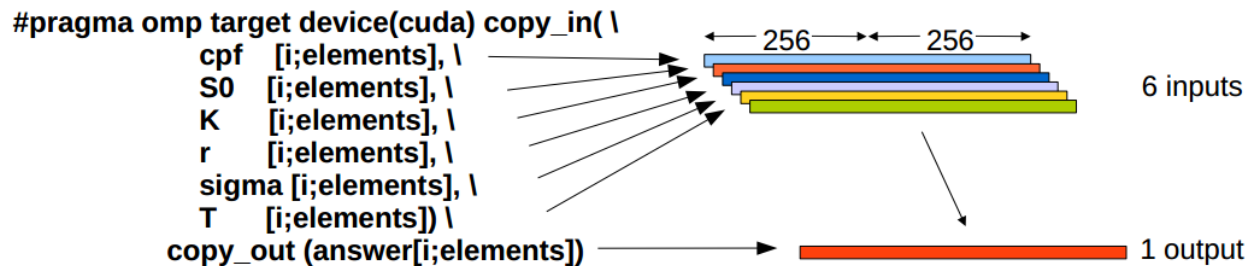 #pragma omp target device(cuda) copy_in( \
cpf [i;elements], \
S0 [i;elements], \
K [i;elements], \
r [i;elements], \
sigma [i;elements], \
T [i;elements]) \
copy_out (answer[i;elements])
256 256
6 inputs
1 output